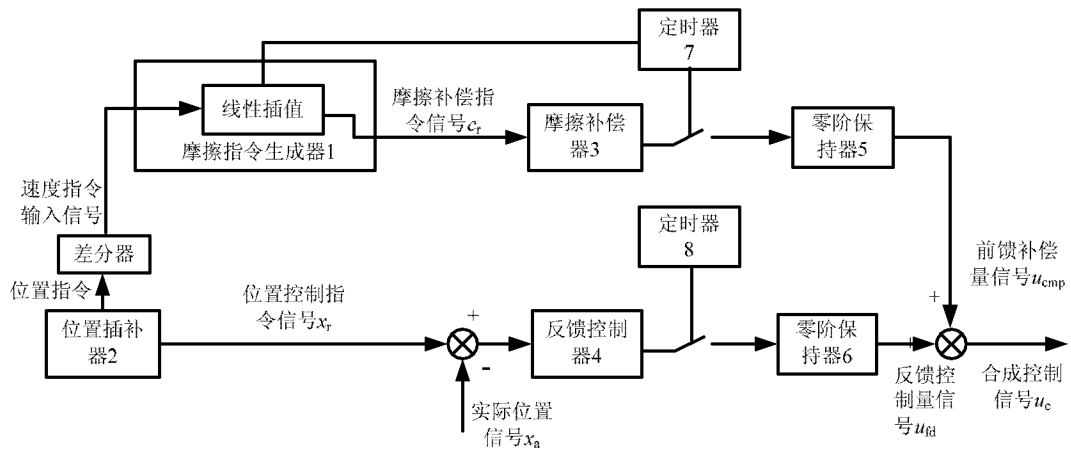 定时器
7
线性插值
摩擦指令生成器1
摩擦补偿指
令信号cr
摩擦补偿
器3
零阶保
持器5
速度指令
输入信号
差分器
位置指令
位置插补
器2
位置控制指
令信号xr
+
-
实际位置
信号xa
定时器
8
反馈控制
器4
零阶保
持器6
前馈补偿
量信号ucmp
+
+
反馈控
制量信
号ufd
合成控制
信号uc